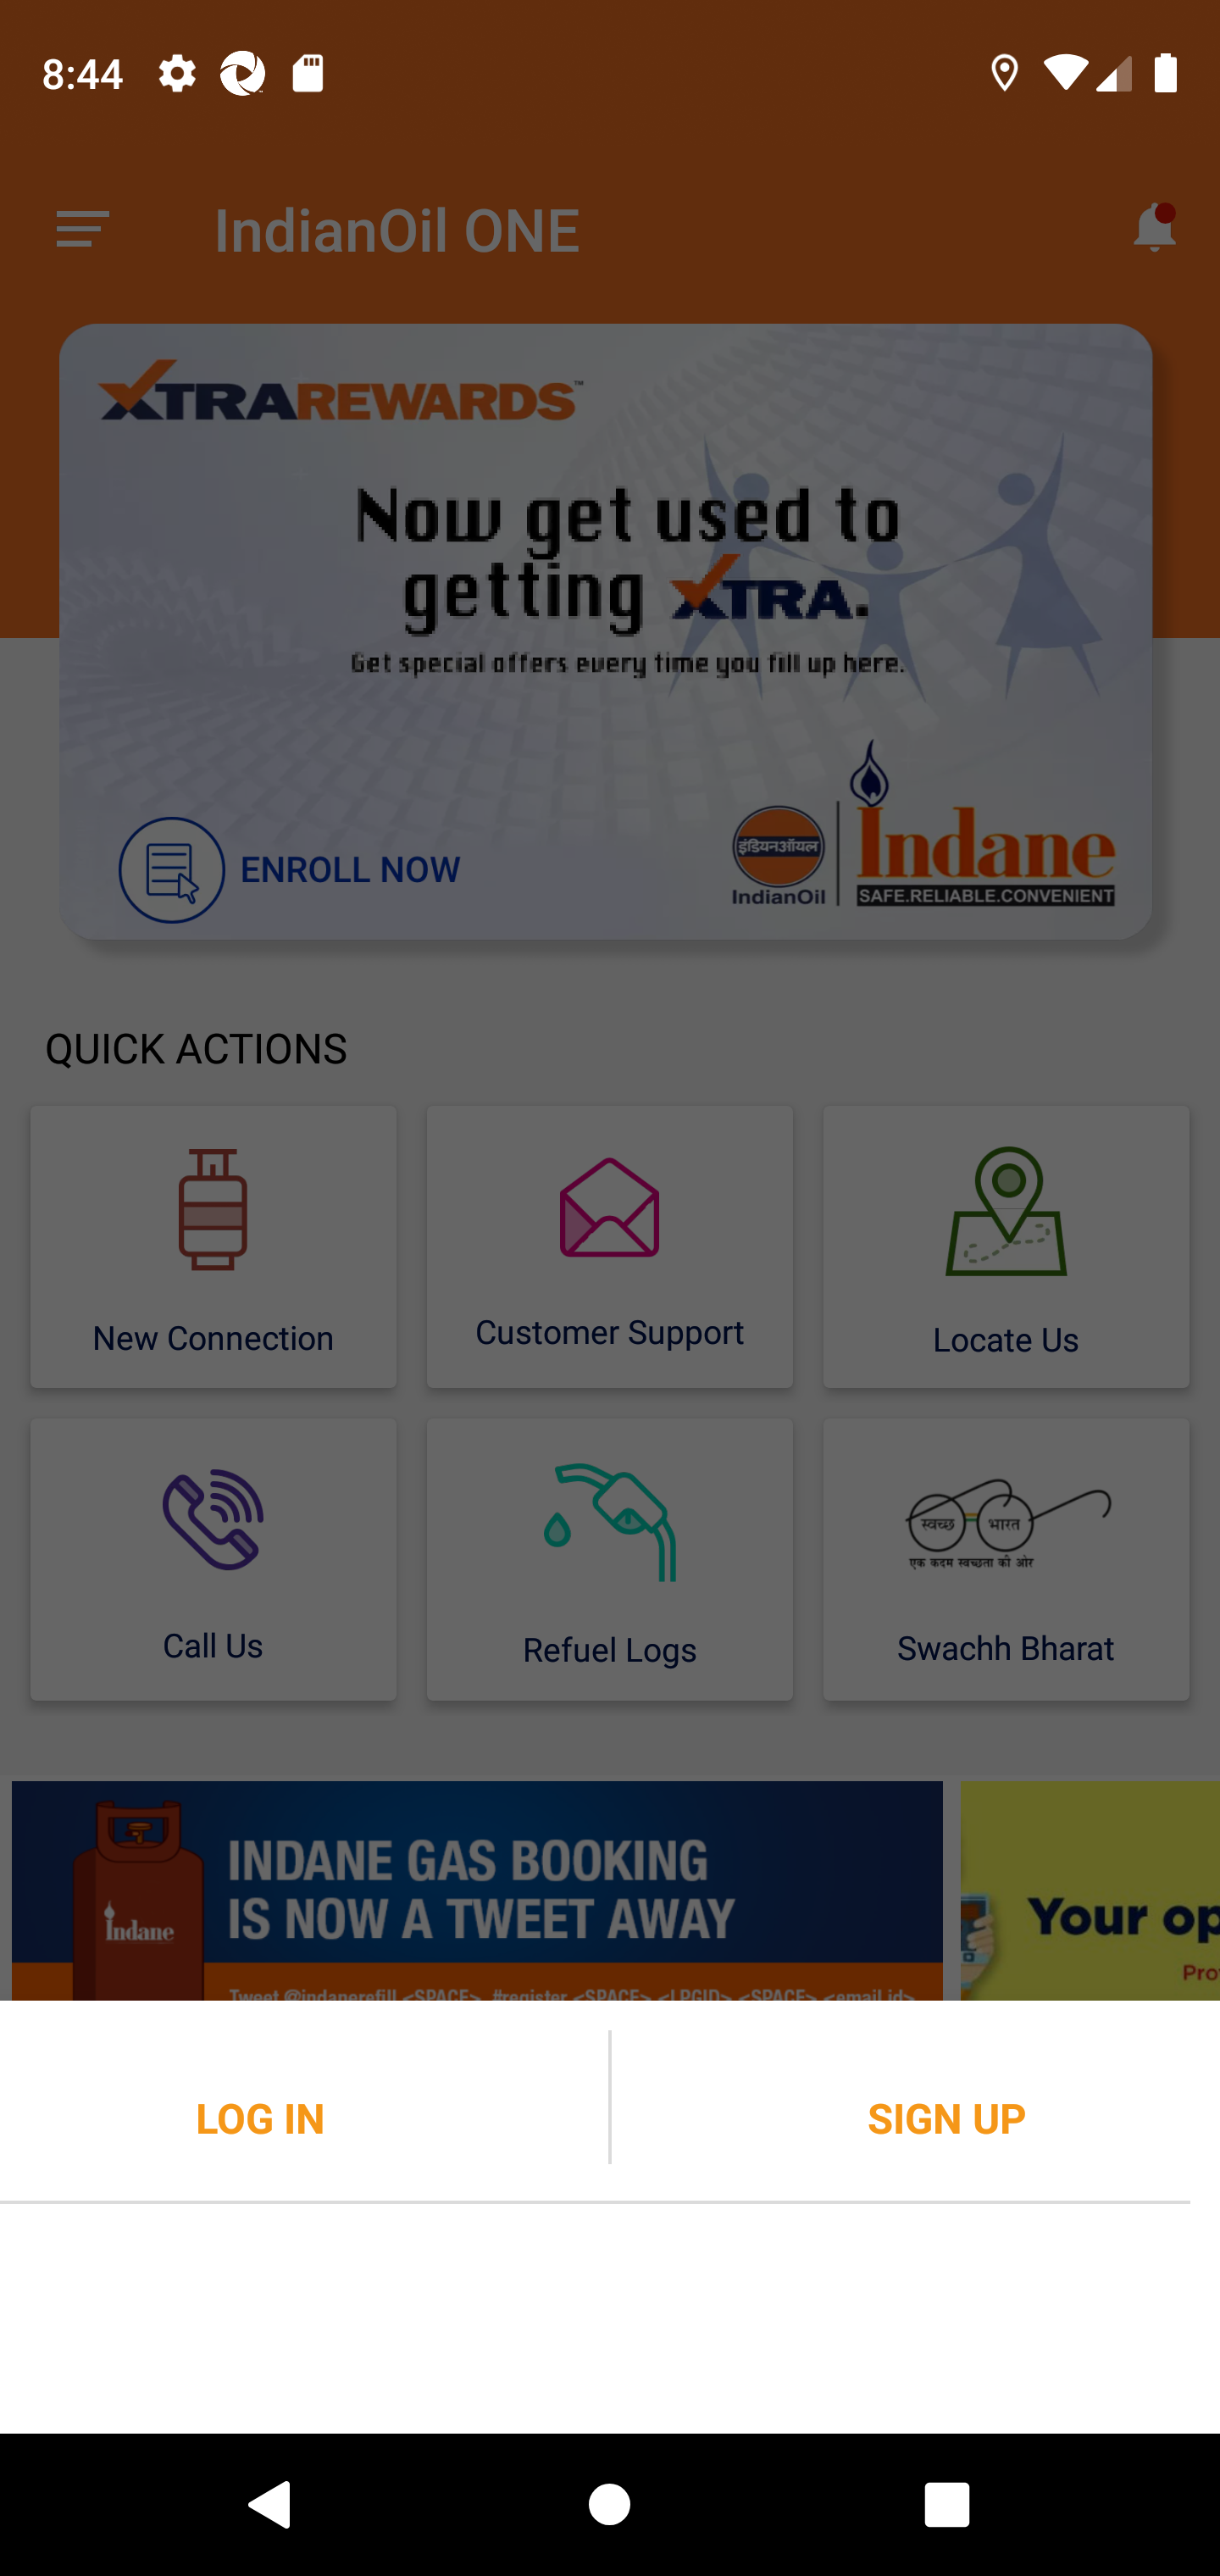 8:44
IndianOil ONE
XTRAREWARDS™
Now get used to
getting XTRA.
Get special offers every time you fill up here.
ENROLL NOW
इंडियनऑयल
IndianOil
Indane
SAFE.RELIABLE.CONVENIENT
QUICK ACTIONS
New Connection
Customer Support
Locate Us
स्वच्छ भारत
एक कदम स्वच्छता की ओर
Call Us
Refuel Logs
Swachh Bharat
INDANE GAS BOOKING
IS NOW A TWEET AWAY
Indane
Tweet @indanerefill <SPACE> #register <SPACE> <LPGID> <SPACE> <email id>
Your op
Pro
LOG IN
SIGN UP